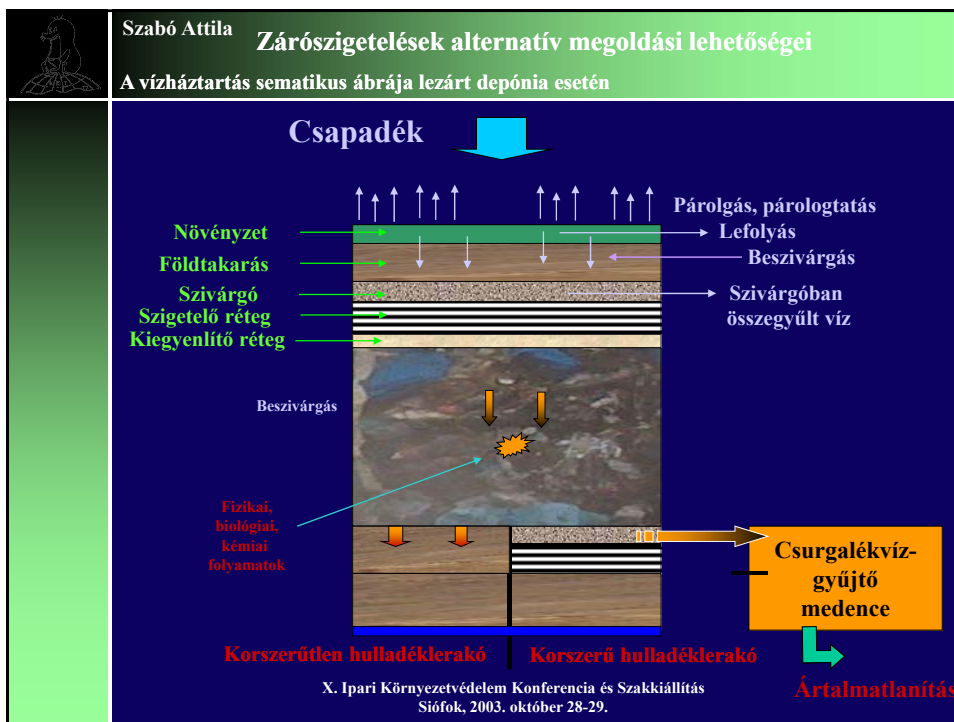 Szabó Attila
Zárószigetelések alternatív megoldási lehetőségei
A vízháztartás sematikus ábrája lezárt depónia esetén
Csapadék
Párolgás, párologtatás
Növényzet
Lefolyás
Földtakarás
Beszivárgás
Szivárgó
Szivárgóban
összegyűlt víz
Szigetelő réteg
Kiegyenlítő réteg
Beszivárgás
Fizikai,
biológiai,
kémiai
folyamatok
Csurgalékvíz-
gyűjtő
medence
Korszerűtlen hulladéklerakó
Korszerű hulladéklerakó
Ártalmatlanítás
X. Ipari Környezetvédelem Konferencia és Szakkiállítás
Siófok, 2003. október 28-29.